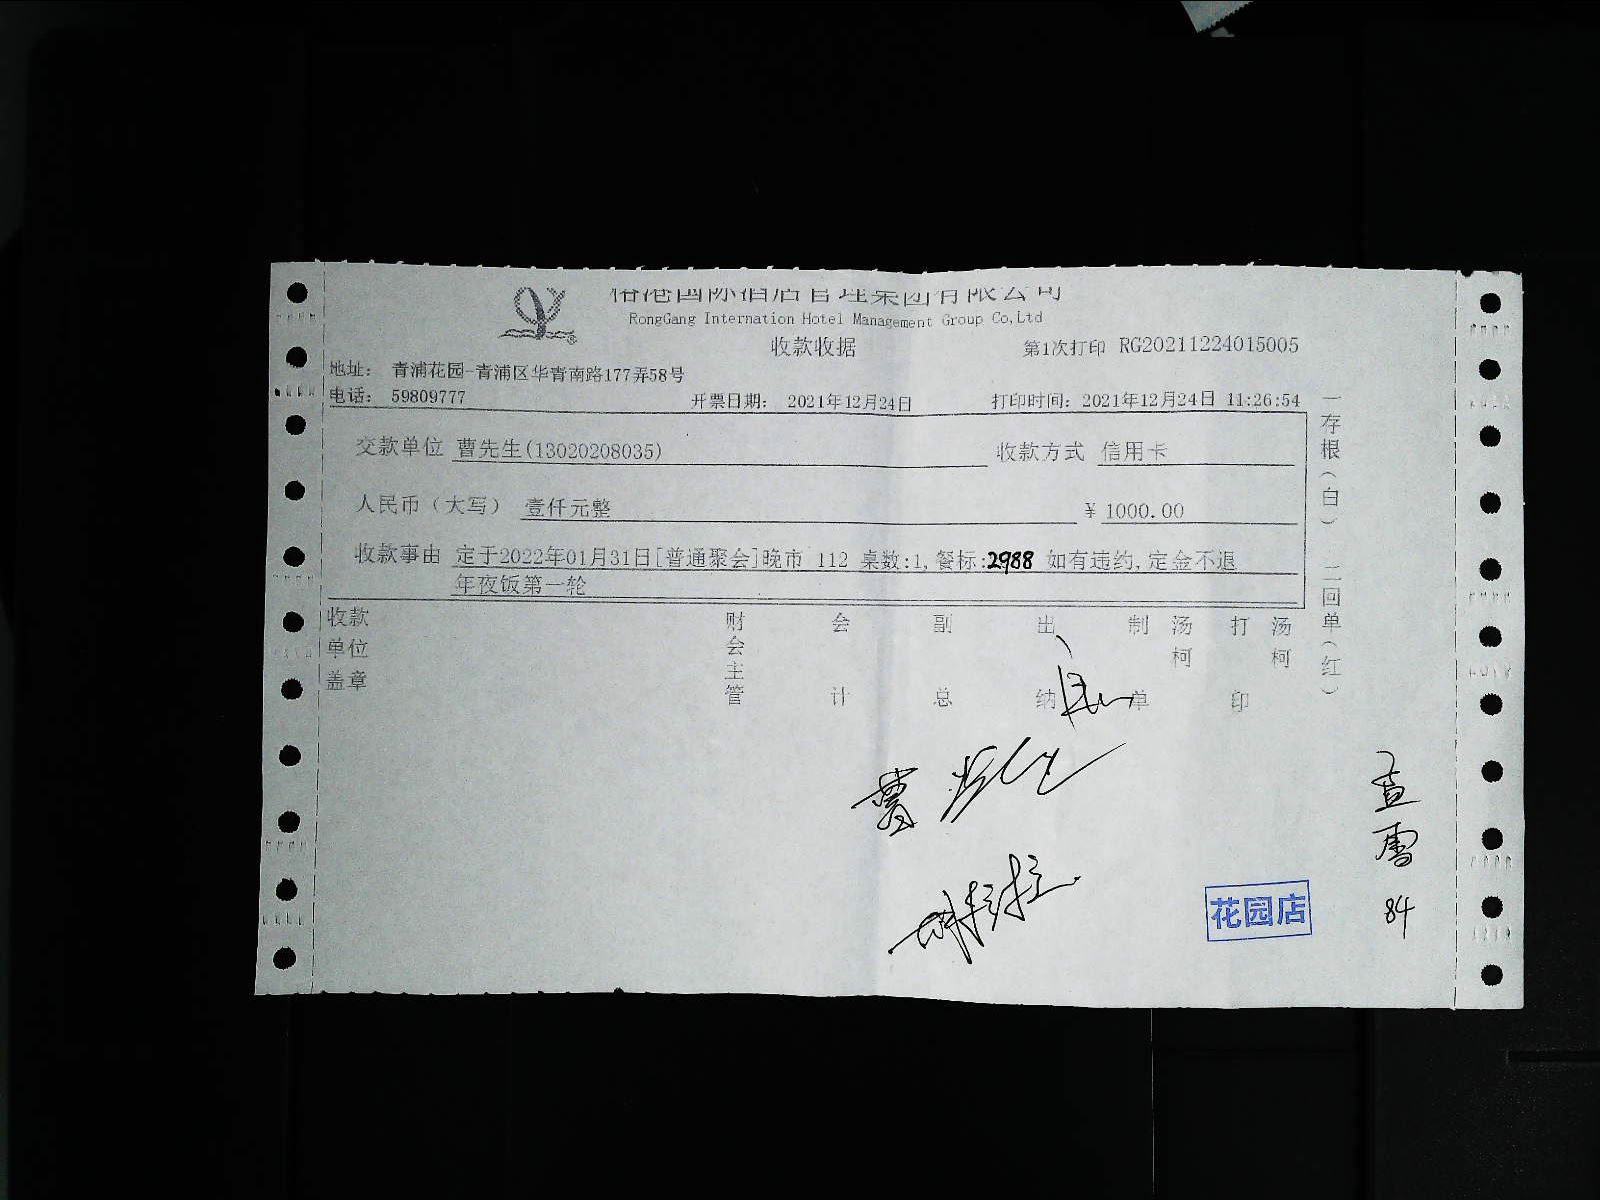 榕港国际酒店管理集团有限公司
RongGang Internation Hotel Management Group Co,Ltd
收款收据
第1次打印 RG20211224015005
地址： 青浦花园-青浦区华青南路177弄58号
电话： 59809777
开票日期： 2021年12月24日
打印时间：2021年12月24日 11:26:54
交款单位 曹先生(13020208035)
收款方式 信用卡
人民币（大写） 壹仟元整
￥1000.00
收款事由 定于2022年01月31日[普通聚会]晚市 112 桌数:1,餐标:2988 如有违约,定金不退
年夜饭第一轮
收款单位盖章
财会主管
会计
副总
出纳
制单
汤柯
打印
汤柯
一存根（白） 二回单（红）
花园店
84